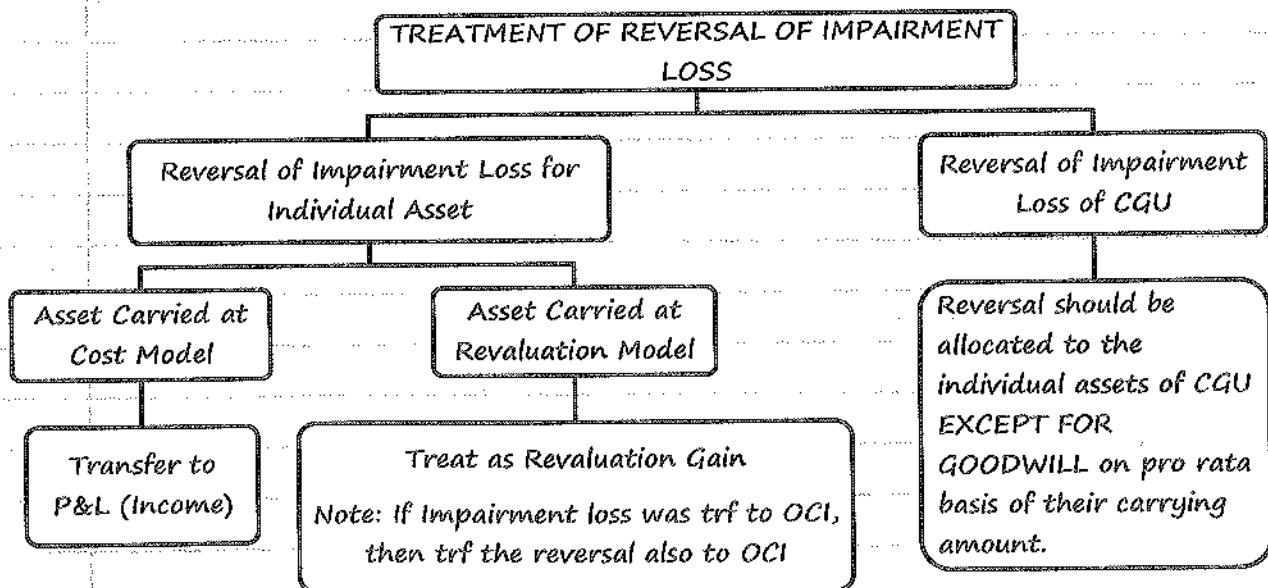 TREATMENT OF REVERSAL OF IMPAIRMENT
LOSS
Reversal of Impairment Loss for
Individual Asset
Asset Carried at
Cost Model
Transfer to
P&L (Income)
Asset Carried at
Revaluation Model
Treat as Revaluation Gain
Note: If Impairment loss was trf to OCI,
then trf the reversal also to OCI
Reversal of Impairment
Loss of CGU
Reversal should be
allocated to the
individual assets of CGU
EXCEPT FOR
GOODWILL on pro rata
basis of their carrying
amount.